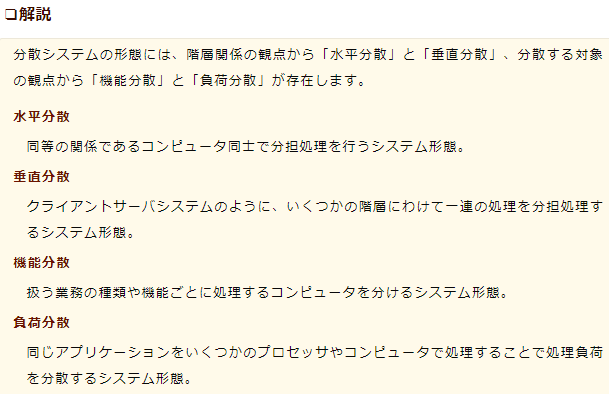 ❏解説
分散システムの形態には、階層関係の観点から「水平分散」と「垂直分散」、分散する対象
の観点から「機能分散」と「負荷分散」が存在します。
水平分散
同等の関係であるコンピュータ同士で分担処理を行うシステム形態。
垂直分散
クライアントサーバシステムのように、いくつかの階層にわけて一連の処理を分担処理す
るシステム形態。
機能分散
扱う業務の種類や機能ごとに処理するコンピュータを分けるシステム形態。
負荷分散
同じアプリケーションをいくつかのプロセッサやコンピュータで処理することで処理負荷
を分散するシステム形態。